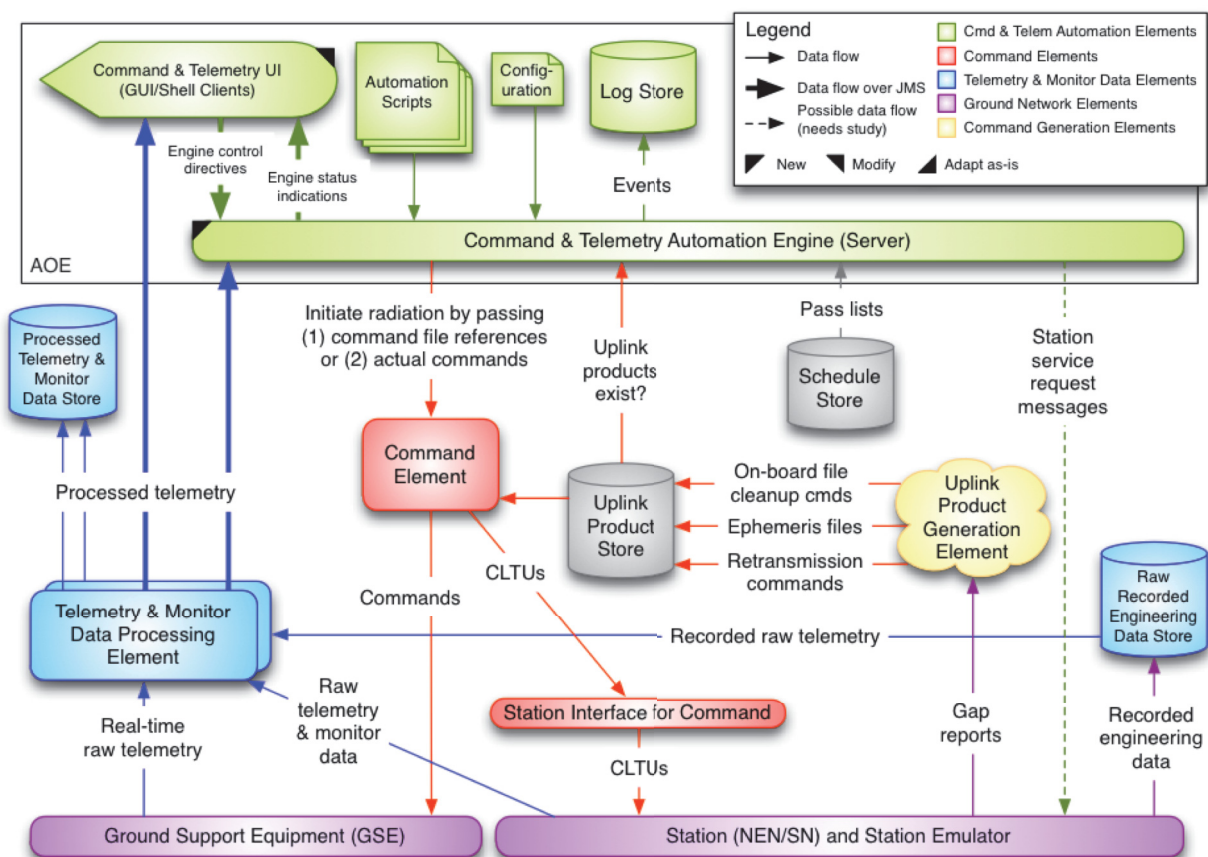 Command & Telemetry UI
(GUI/Shell Clients)
Automation
Scripts
Config-
uration
Log Store
Legend
Data flow
Data flow over JMS
Possible data flow
(needs study)
New
Modify
Adapt as-is
Cmd & Telem Automation Elements
Command Elements
Telemetry & Monitor Data Elements
Ground Network Elements
Command Generation Elements
Engine control
directives
Engine status
indications
Events
Command & Telemetry Automation Engine (Server)
AOE
Processed
Telemetry &
Monitor
Data Store
Initiate radiation by passing
(1) command file references
or (2) actual commands
Uplink
products
exist?
Pass lists
Schedule
Store
Station
service
request
messages
Command
Element
Processed telemetry
Uplink
Product
Store
On-board file
cleanup cmds
Ephemeris files
Retransmission
commands
Uplink
Product
Generation
Element
CLTUs
Commands
Raw
Recorded
Engineering
Data Store
Telemetry & Monitor
Data Processing
Element
Recorded raw telemetry
Real-time
raw telemetry
Raw
telemetry
& monitor
data
Station Interface for Command
CLTUs
Gap
reports
Recorded
engineering
data
Ground Support Equipment (GSE)
Station (NEN/SN) and Station Emulator